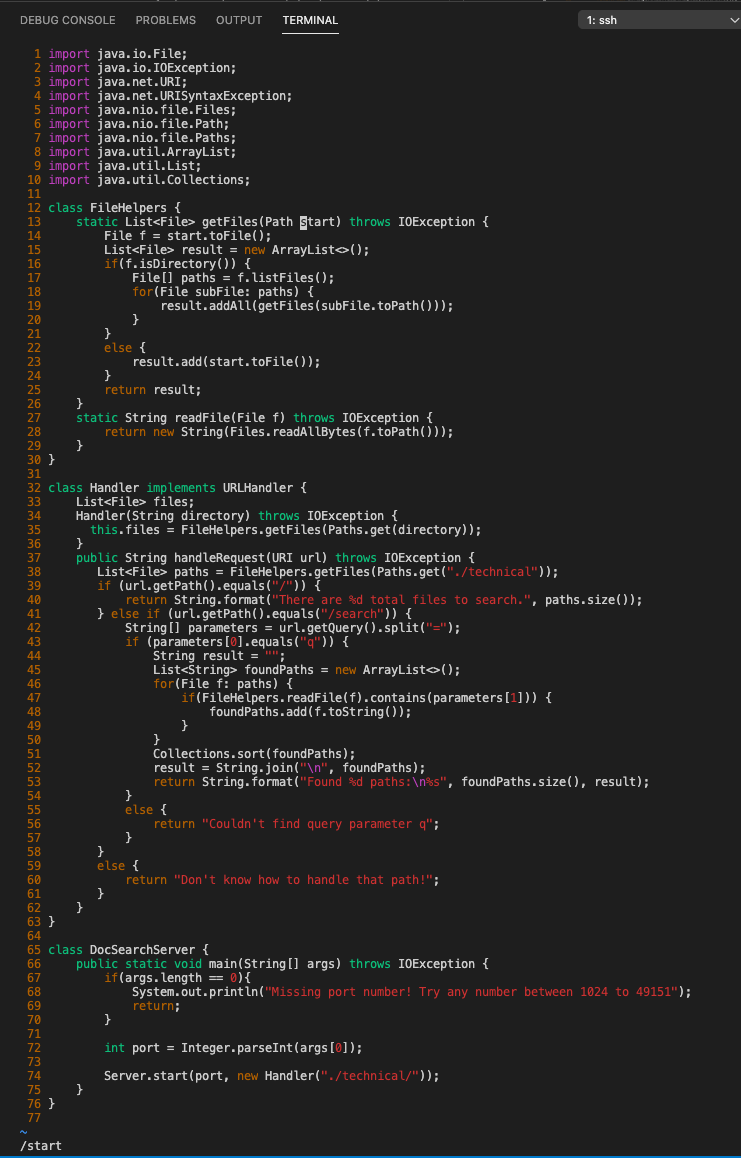 DEBUG CONSOLE PROBLEMS OUTPUT TERMINAL 1: ssh
1 import java.io.File;
2 import java.io.IOException;
3 import java.net.URI;
4 import java.net.URISyntaxException;
5 import java.nio.file.Files;
6 import java.nio.file.Path;
7 import java.nio.file.Paths;
8 import java.util.ArrayList;
9 import java.util.List;
10 import java.util.Collections;
11
12 class FileHelpers {
13     static List<File> getFiles(Path start) throws IOException {
14         File f = start.toFile();
15         List<File> result = new ArrayList<>();
16         if(f.isDirectory()) {
17             File[] paths = f.listFiles();
18             for(File subFile: paths) {
19                 result.addAll(getFiles(subFile.toPath()));
20             }
21         }
22         else {
23             result.add(start.toFile());
24         }
25         return result;
26     }
27     static String readFile(File f) throws IOException {
28         return new String(Files.readAllBytes(f.toPath()));
29     }
30 }
31
32 class Handler implements URLHandler {
33     List<File> files;
34     Handler(String directory) throws IOException {
35       this.files = FileHelpers.getFiles(Paths.get(directory));
36     }
37     public String handleRequest(URI url) throws IOException {
38        List<File> paths = FileHelpers.getFiles(Paths.get("./technical"));
39        if (url.getPath().equals("/")) {
40            return String.format("There are %d total files to search.", paths.size());
41        } else if (url.getPath().equals("/search")) {
42            String[] parameters = url.getQuery().split("=");
43            if (parameters[0].equals("q")) {
44                String result = "";
45                List<String> foundPaths = new ArrayList<>();
46                for(File f: paths) {
47                    if(FileHelpers.readFile(f).contains(parameters[1])) {
48                        foundPaths.add(f.toString());
49                    }
50                }
51                Collections.sort(foundPaths);
52                result = String.join("\n", foundPaths);
53                return String.format("Found %d paths:\n%s", foundPaths.size(), result);
54            }
55            else {
56                return "Couldn't find query parameter q";
57            }
58        }
59        else {
60            return "Don't know how to handle that path!";
61        }
62     }
63 }
64
65 class DocSearchServer {
66     public static void main(String[] args) throws IOException {
67         if(args.length == 0){
68             System.out.println("Missing port number! Try any number between 1024 to 49151");
69             return;
70         }
71
72         int port = Integer.parseInt(args[0]);
73
74         Server.start(port, new Handler("./technical/"));
75     }
76 }
77
~
/start